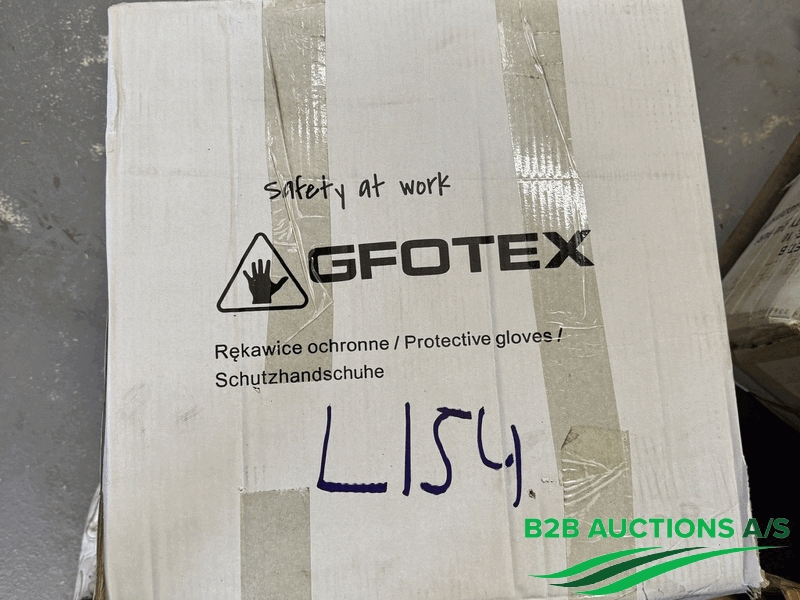 safety at work
GFOTEX
Rękawice ochronne / Protective gloves /
Schutzhandschuhe
L154
B2B AUCTIONS A/S